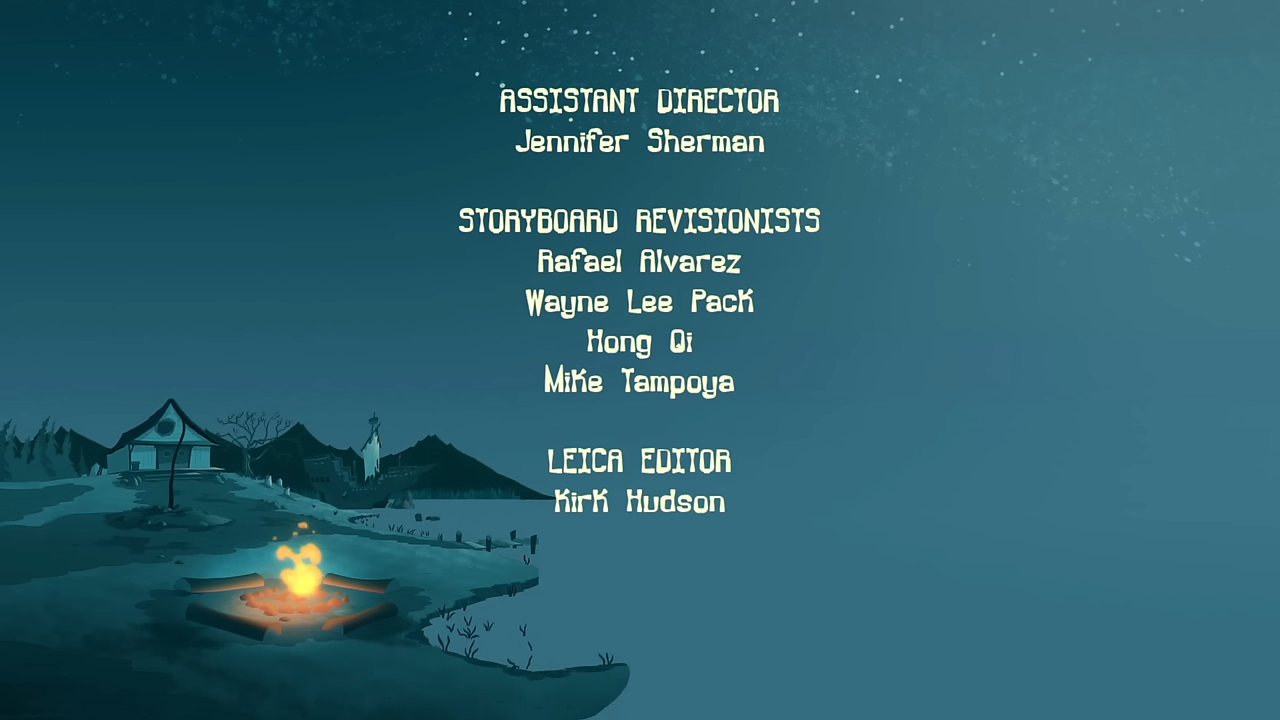 ASSISTANT DIRECTOR
Jennifer Sherman
STORYBOARD REVISIONISTS
Rafael Alvarez
Wayne Lee Pack
Hong Qi
Mike Tampoya
LEICA EDITOR
Kirk Hudson